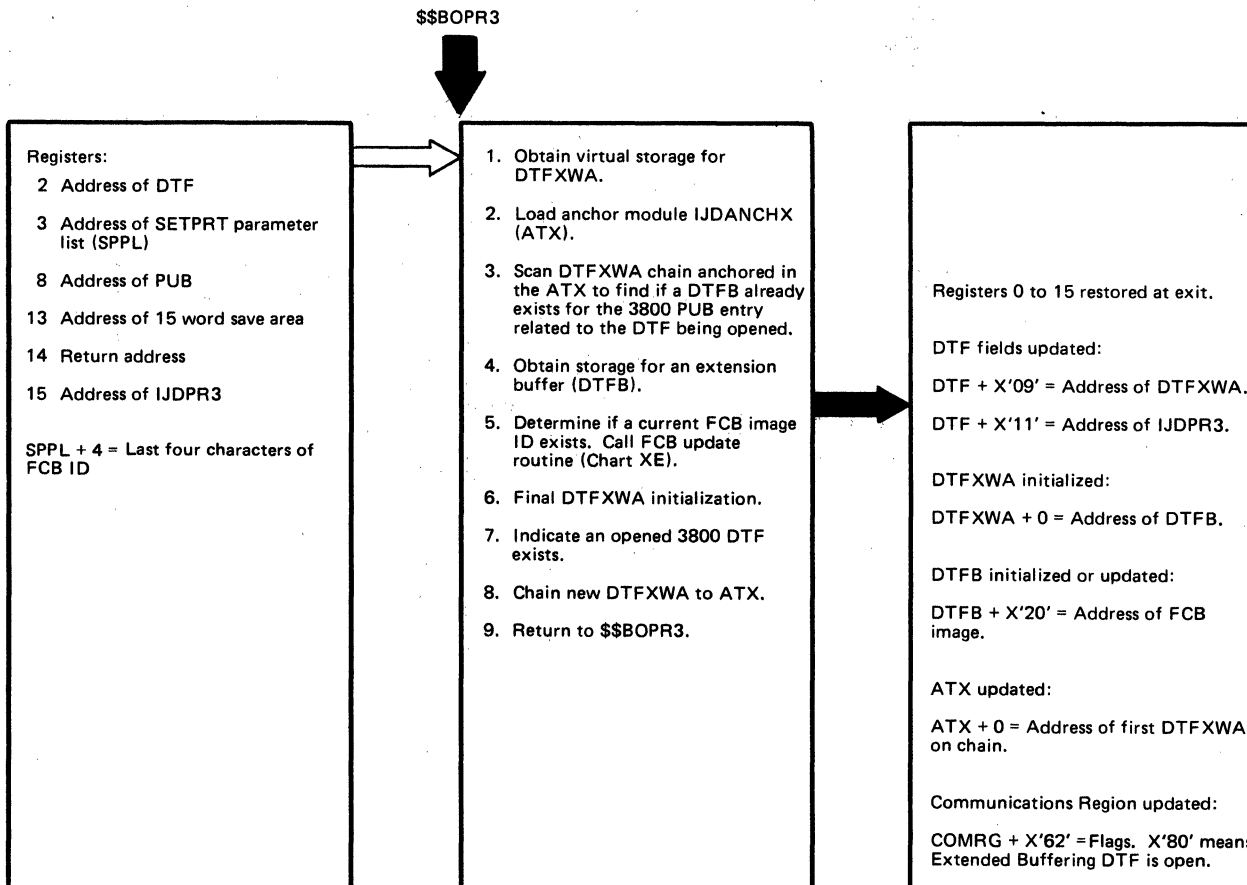 $$BOPR3
Registers:
2 Address of DTF
3 Address of SETPRT parameter
list (SPPL)
8 Address of PUB
13 Address of 15 word save area
14 Return address
15 Address of IJDPR3
SPPL + 4 = Last four characters of
FCB ID
1. Obtain virtual storage for
DTFXWA.
2. Load anchor module IJDANCHX
(ATX).
3. Scan DTFXWA chain anchored in
the ATX to find if a DTFB already
exists for the 3800 PUB entry
related to the DTF being opened.
4. Obtain storage for an extension
buffer (DTFB).
5. Determine if a current FCB image
ID exists. Call FCB update
routine (Chart XE).
6. Final DTFXWA initialization.
7. Indicate an opened 3800 DTF
exists.
8. Chain new DTFXWA to ATX.
9. Return to $$BOPR3.
Registers 0 to 15 restored at exit.
DTF fields updated:
DTF + X'09' = Address of DTFXWA.
DTF + X'11' = Address of IJDPR3.
DTFXWA initialized:
DTFXWA + 0 = Address of DTFB.
DTFB initialized or updated:
DTFB + X'20' = Address of FCB
image.
ATX updated:
ATX + 0 = Address of first DTFXWA
on chain.
Communications Region updated:
COMRG + X'62' = Flags. X'80' means
Extended Buffering DTF is open.